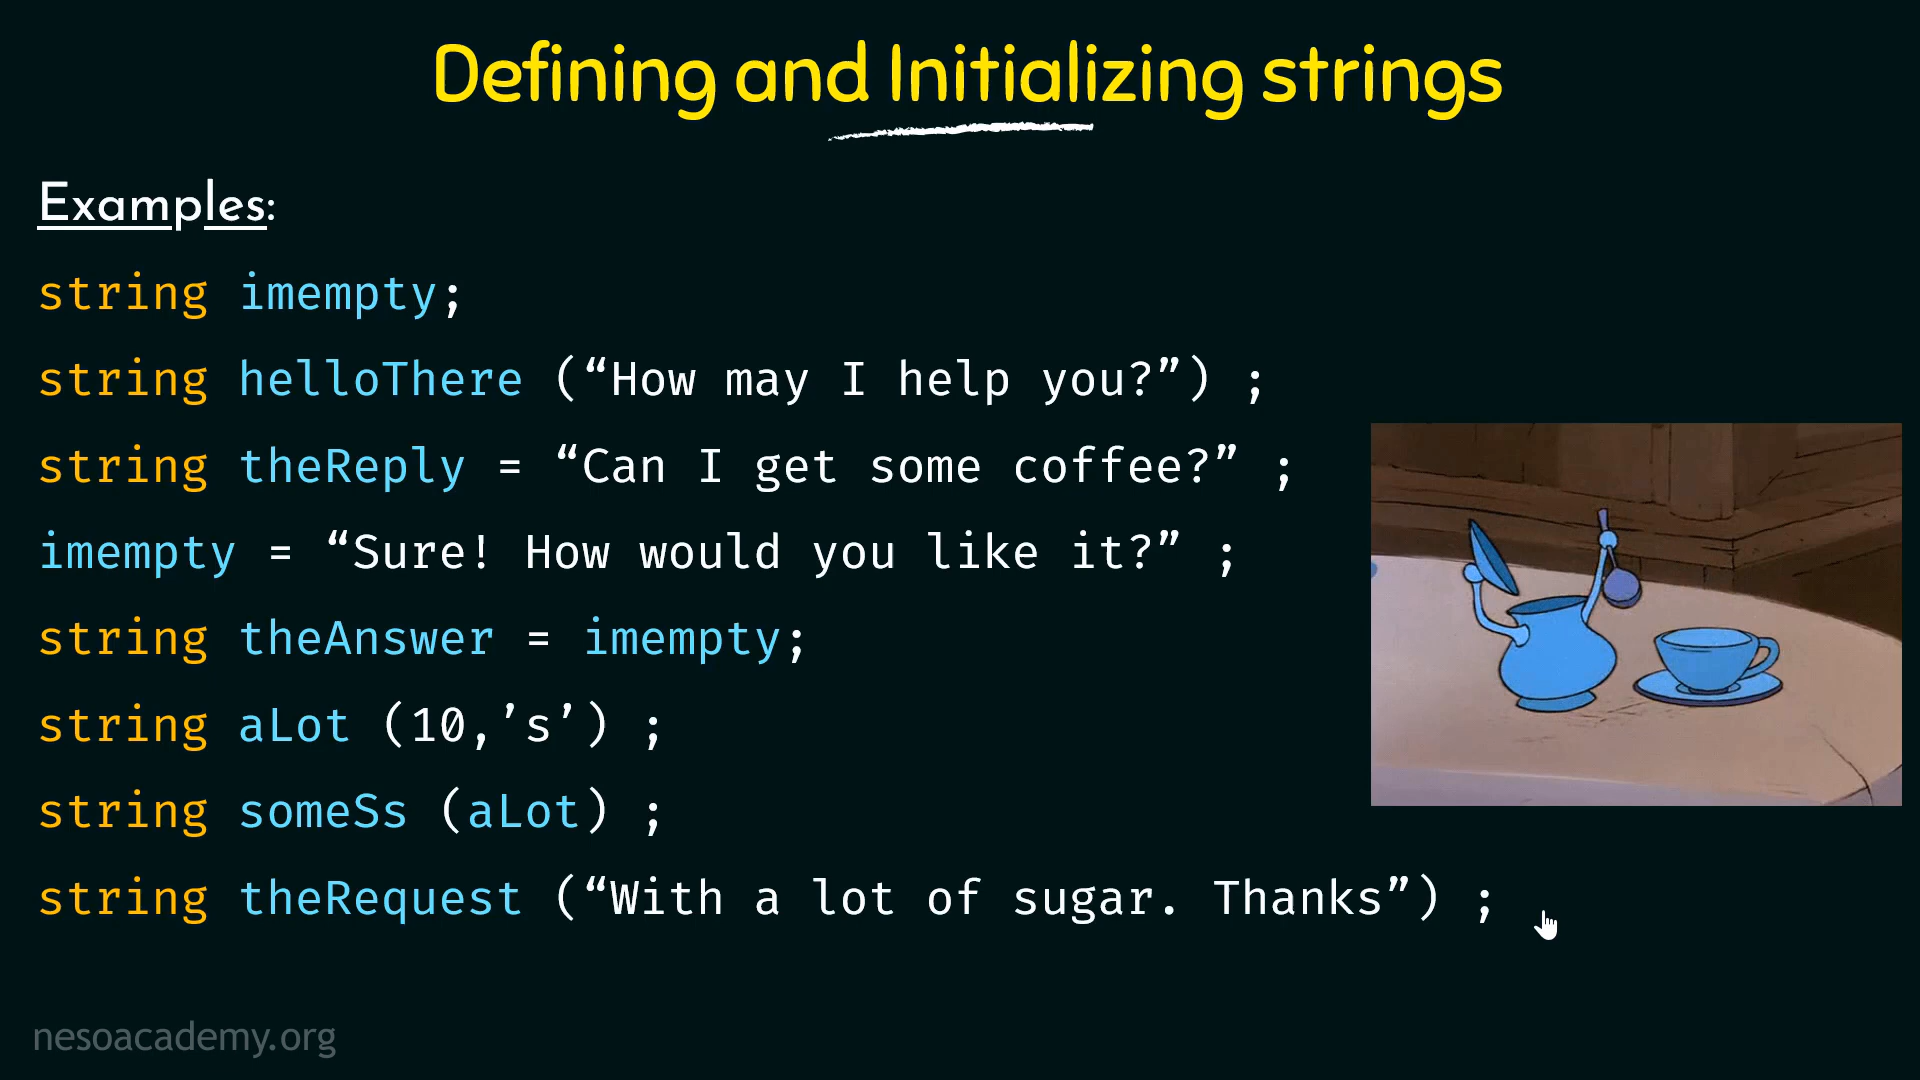 Defining and Initializing strings
Examples:
string imempty;
string helloThere (“How may I help you?”) ;
string theReply = “Can I get some coffee?” ;
imempty = “Sure! How would you like it?” ;
string theAnswer = imempty;
string aLot (10,’s’) ;
string someSs (aLot) ;
string theRequest (“With a lot of sugar. Thanks”) ;
nesoacademy.org